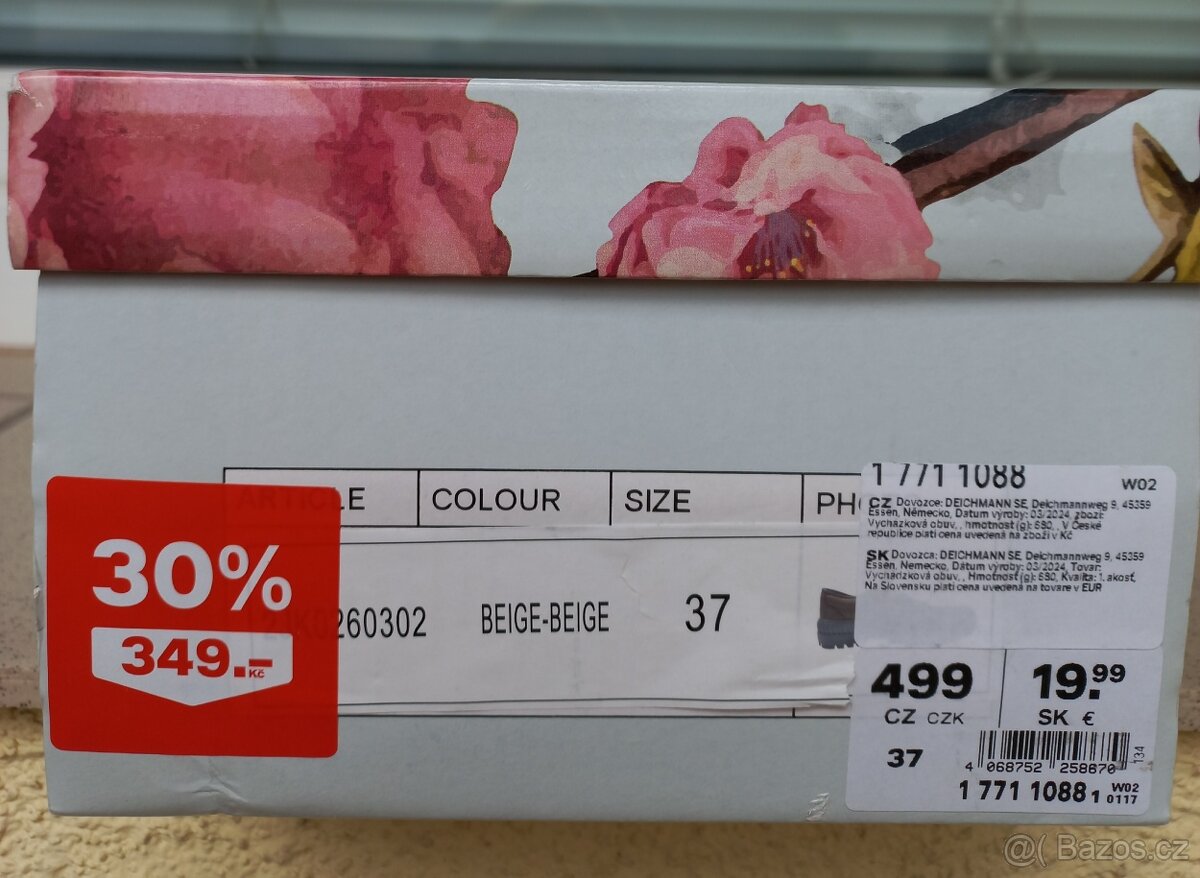 ARTICLE COLOUR SIZE
260302 BEIGE-BEIGE 37
30%
349.-
Kč
1 771 1088 W02
CZ Dovozce: DEICHMANN SE, Deichmannweg 9, 45359
Essen, Německo, Datum výroby: 03/2024, zboží:
Vycházková obuv, , hmotnost (g): 680, , V České
republice platí cena uvedená na zboží v Kč
SK Dovozca: DEICHMANN SE, Deichmannweg 9, 45359
Essen, Nemecko, Dátum výroby: 03/2024, Tovar:
Vychádzková obuv, , Hmotnosť (g): 680, Kvalita: 1. akosť,
Na Slovensku platí cena uvedená na tovare v EUR
499 19.99
CZ CZK SK €
37
4 068752 258670 134
1 771 1088 1 W02
0117
@( Bazos.cz